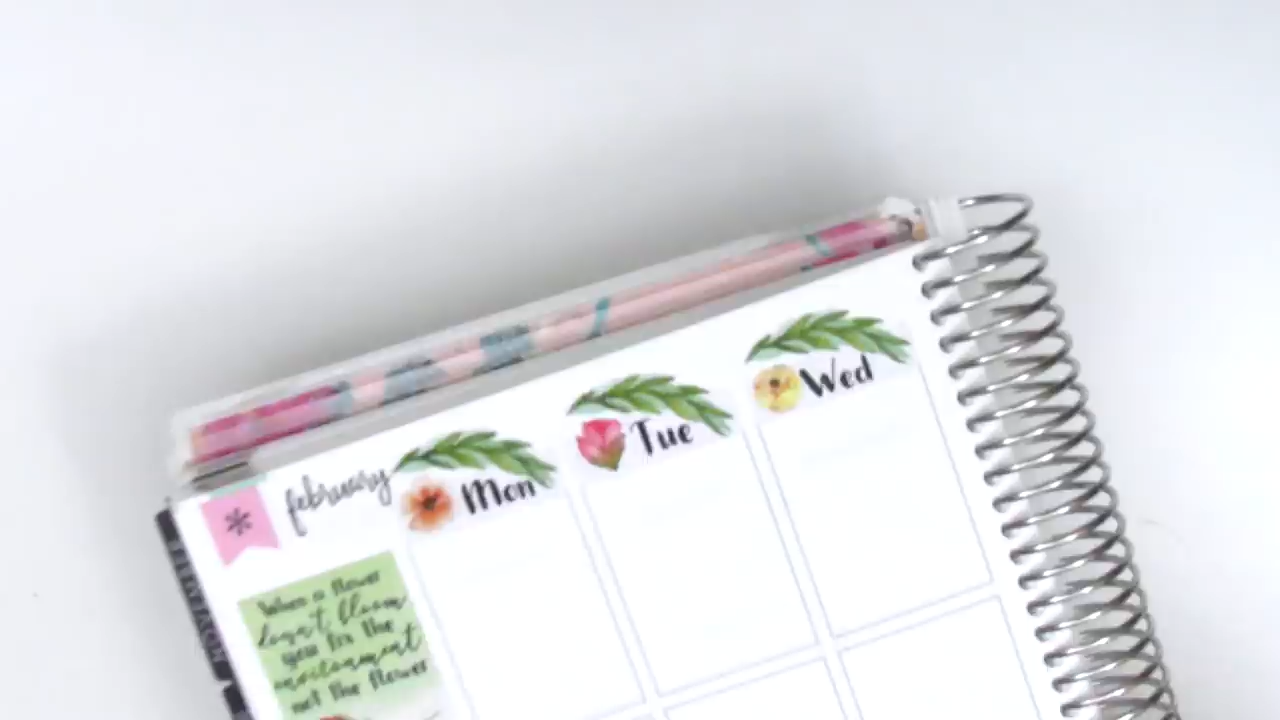 february
Mon
Tue
Wed
When a flower
doesn't bloom
you fix the
environment
not the flower